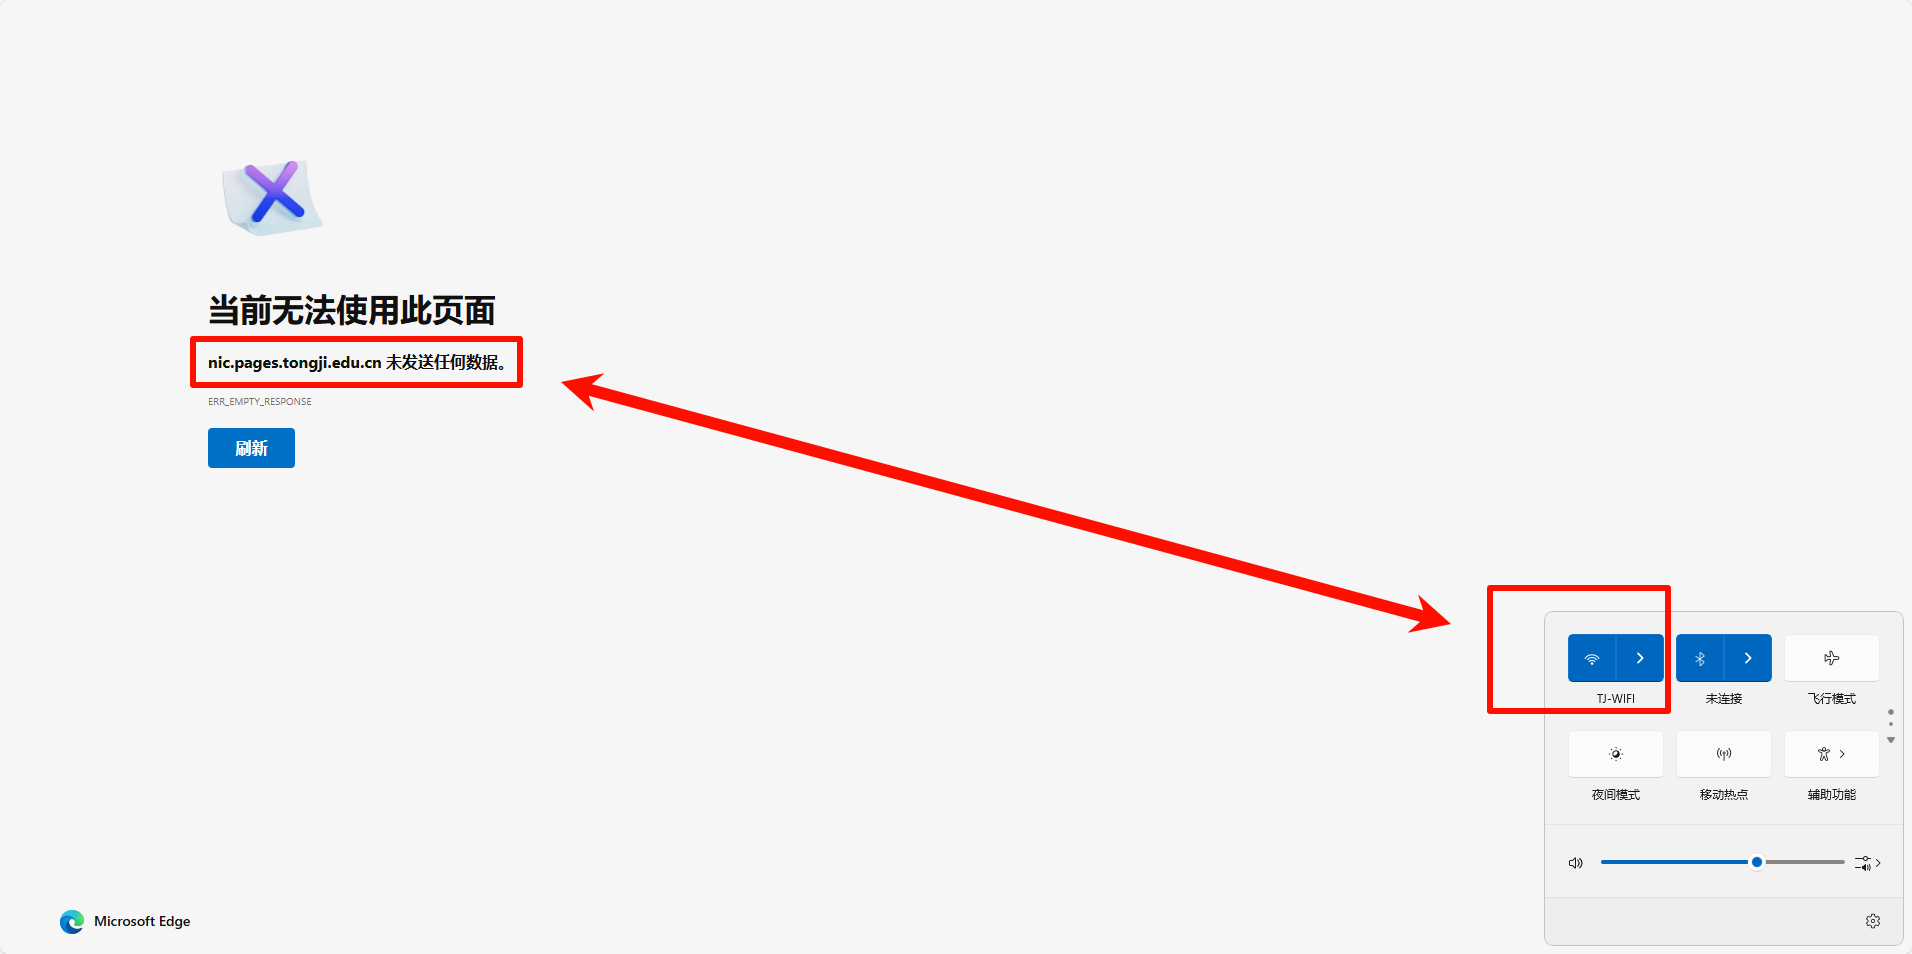 当前无法使用此页面
nic.pages.tongji.edu.cn 未发送任何数据。
ERR_EMPTY_RESPONSE
刷新
TJ-WIFI
未连接
飞行模式
夜间模式
移动热点
辅助功能
Microsoft Edge